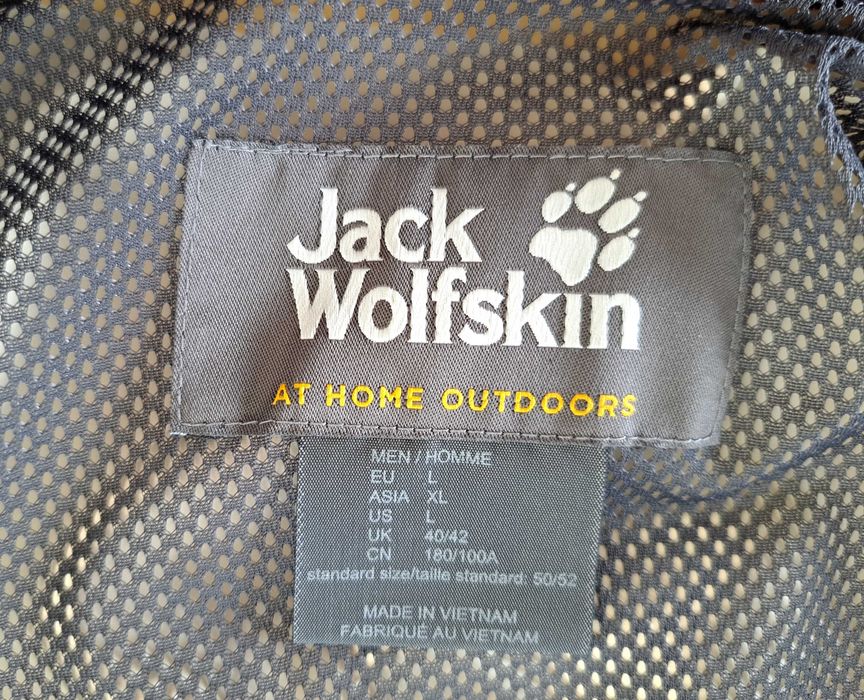 Jack
Wolfskin
AT HOME OUTDOORS
MEN / HOMME
EU L
ASIA XL
US L
UK 40/42
CN 180/100A
standard size/taille standard: 50/52
MADE IN VIETNAM
FABRIQUÉ AU VIETNAM